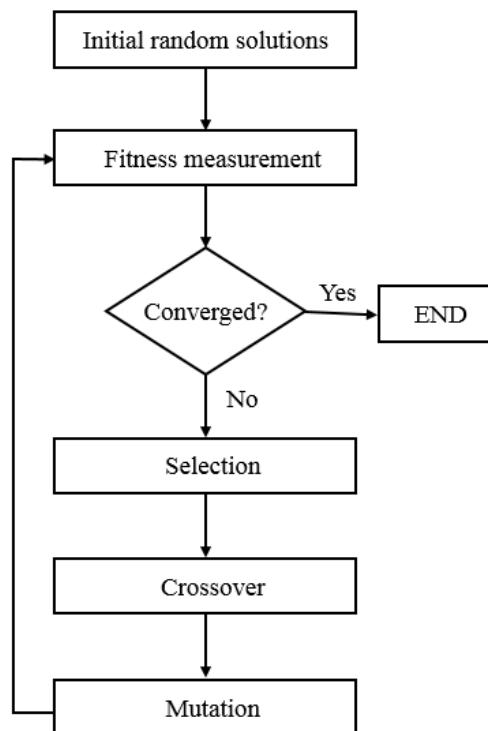 Initial random solutions
Fitness measurement
Converged?
Yes
END
No
Selection
Crossover
Mutation